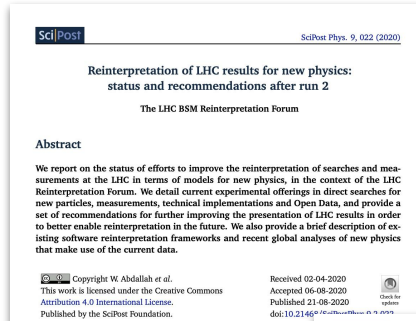 SciPost
SciPost Phys. 9, 022 (2020)
Reinterpretation of LHC results for new physics:
status and recommendations after run 2
The LHC BSM Reinterpretation Forum
Abstract
We report on the status of efforts to improve the reinterpretation of searches and mea-
surements at the LHC in terms of models for new physics, in the context of the LHC
Reinterpretation Forum. We detail current experimental offerings in direct searches for
new particles, measurements, technical implementations and Open Data, and provide a
set of recommendations for further improving the presentation of LHC results in order
to better enable reinterpretation in the future. We also provide a brief description of ex-
isting software reinterpretation frameworks and recent global analyses of new physics
that make use of the current data.
Copyright W. Abdallah et al.
This work is licensed under the Creative Commons
Attribution 4.0 International License.
Published by the SciPost Foundation.
Received 02-04-2020
Accepted 06-08-2020
Published 21-08-2020
doi:10.21468/SciPostPhys.9.2.022
Check for
updates